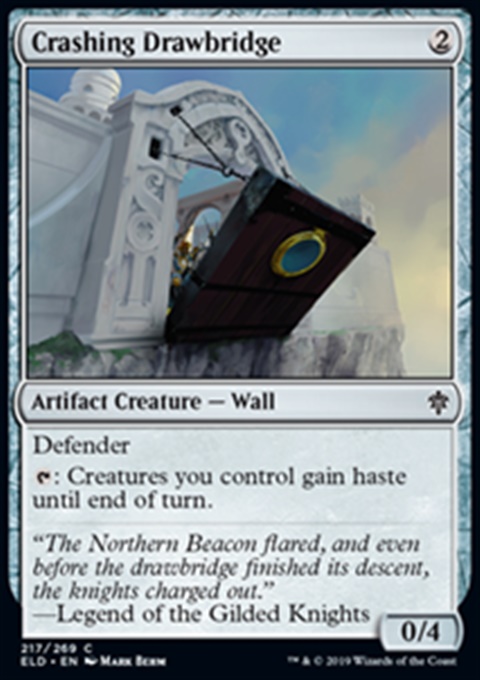 Crashing Drawbridge 2
Artifact Creature — Wall
Defender
: Creatures you control gain haste
until end of turn.
“The Northern Beacon flared, and even
before the drawbridge finished its descent,
the knights charged out.”
—Legend of the Gilded Knights
0/4
217/269 C
ELD • EN Mark Behm
™ & © 2019 Wizards of the Coast